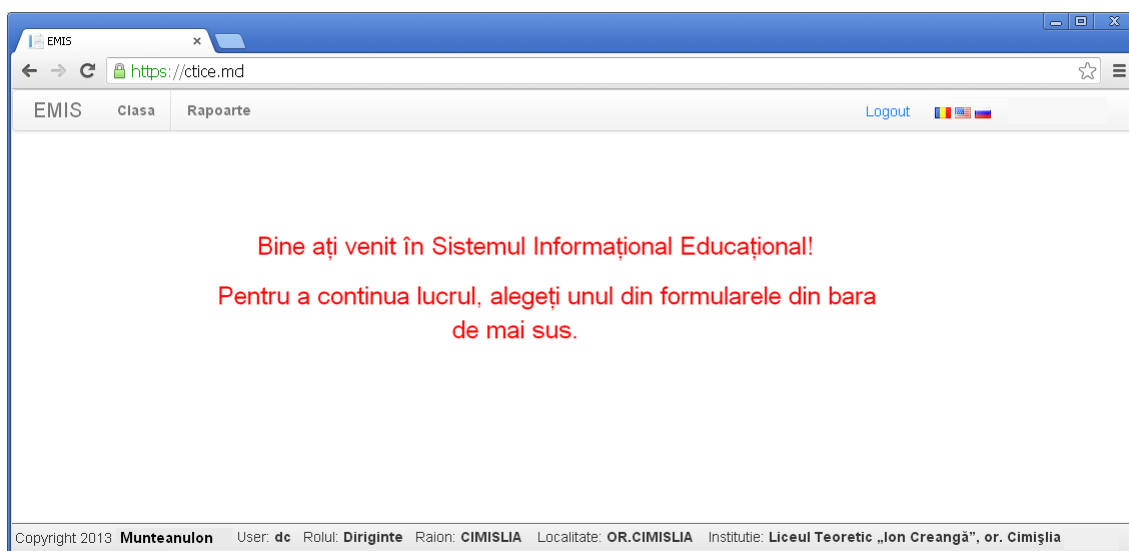 EMIS
https://ctice.md
EMIS Clasa Rapoarte Logout
Bine ați venit în Sistemul Informațional Educațional!
Pentru a continua lucrul, alegeți unul din formularele din bara
de mai sus.
Copyright 2013 Munteanulon User: dc Rolul: Diriginte Raion: CIMISLIA Localitate: OR.CIMISLIA Institutie: Liceul Teoretic „Ion Creangă”, or. Cimişlia